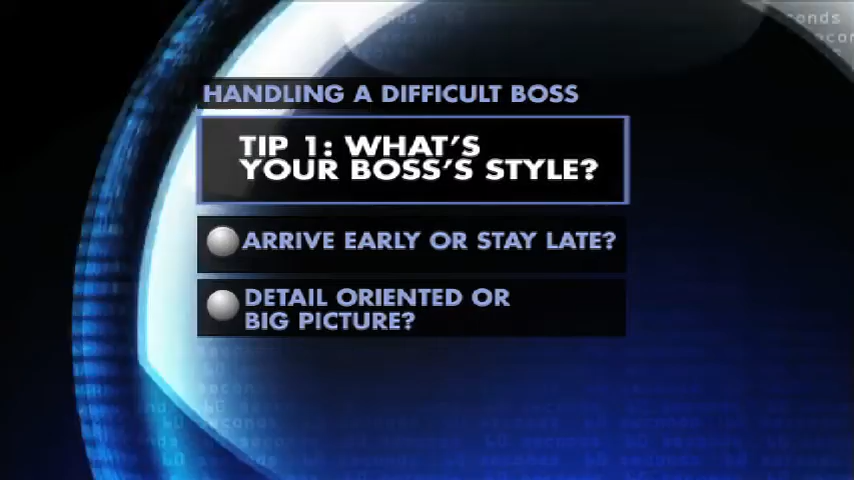 HANDLING A DIFFICULT BOSS
TIP 1: WHAT'S
YOUR BOSS'S STYLE?
ARRIVE EARLY OR STAY LATE?
DETAIL ORIENTED OR
BIG PICTURE?